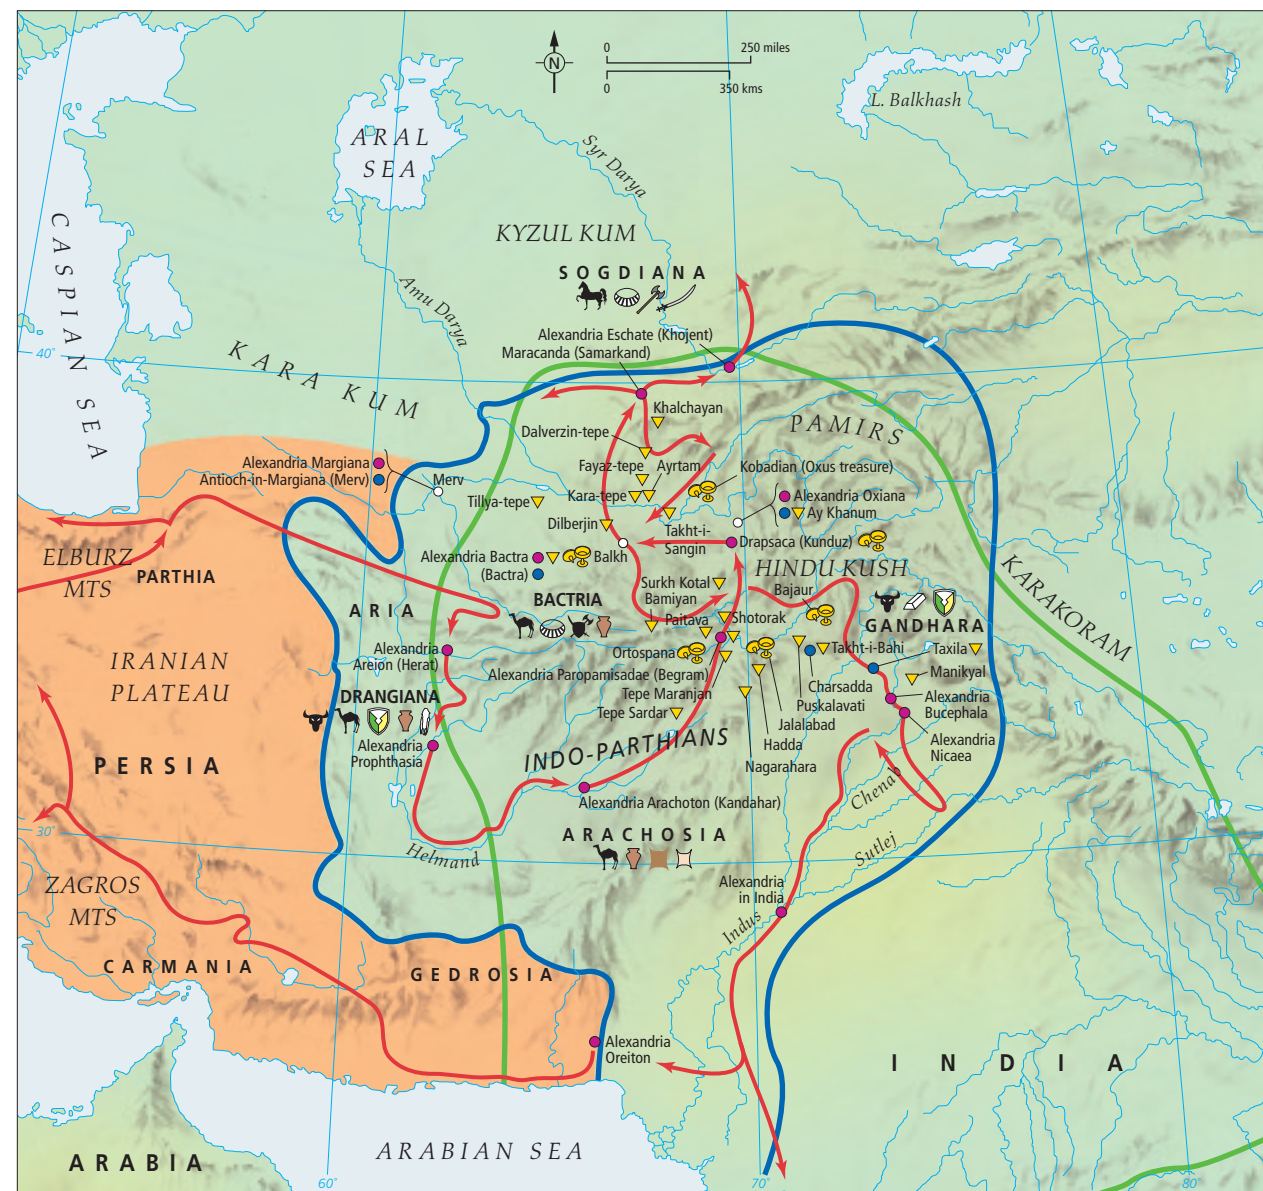 0
250 miles
N
0
350 kms
ARAL
SEA
L. Balkhash
Syr Darya
CASPIAN SEA
KYZUL KUM
SOGDIANA
Amu Darya
KARA KUM
Alexandria Eschate (Khojent)
Maracanda (Samarkand)
40°
Khalchayan
PAMIRS
Dalverzin-tepe
Alexandria Margiana
Antioch-in-Margiana (Merv)
Merv
Fayaz-tepe
Ayrtam
Kobadian (Oxus treasure)
Tillya-tepe
Kara-tepe
Alexandria Oxiana
Ay Khanum
Dilberjin
Takht-i-
Sangin
Drapsaca (Kunduz)
ELBURZ
MTS
PARTHIA
Alexandria Bactra
(Bactra)
Balkh
HINDU KUSH
KARAKORAM
Surkh Kotal
Bamiyan
Bajaur
ARIA
BACTRIA
Paitava
Shotorak
GANDHARA
Alexandria
Areion (Herat)
Ortospana
Takht-i-Bahi
Taxila
IRANIAN
PLATEAU
Alexandria Paropamisadae (Begram)
Manikyal
DRANGIANA
Tepe Maranjan
Charsadda
Puskalavati
Alexandria
Bucephala
Tepe Sardar
Jalalabad
Alexandria
Prophthasia
INDO-PARTHIANS
Hadda
Alexandria
Nicaea
PERSIA
Nagarahara
Chenab
Alexandria Arachoton (Kandahar)
30°
ARACHOSIA
Helmand
Sutlej
ZAGROS
MTS
Alexandria
in India
Indus
CARMANIA
GEDROSIA
Alexandria
Oreiton
INDIA
ARABIAN SEA
ARABIA
60°
70°
80°